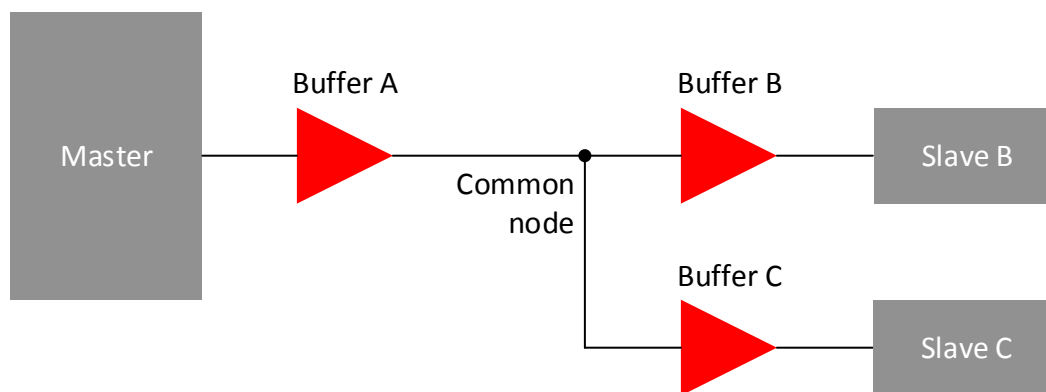 Buffer A
Buffer B
Master
Slave B
Common
node
Buffer C
Slave C